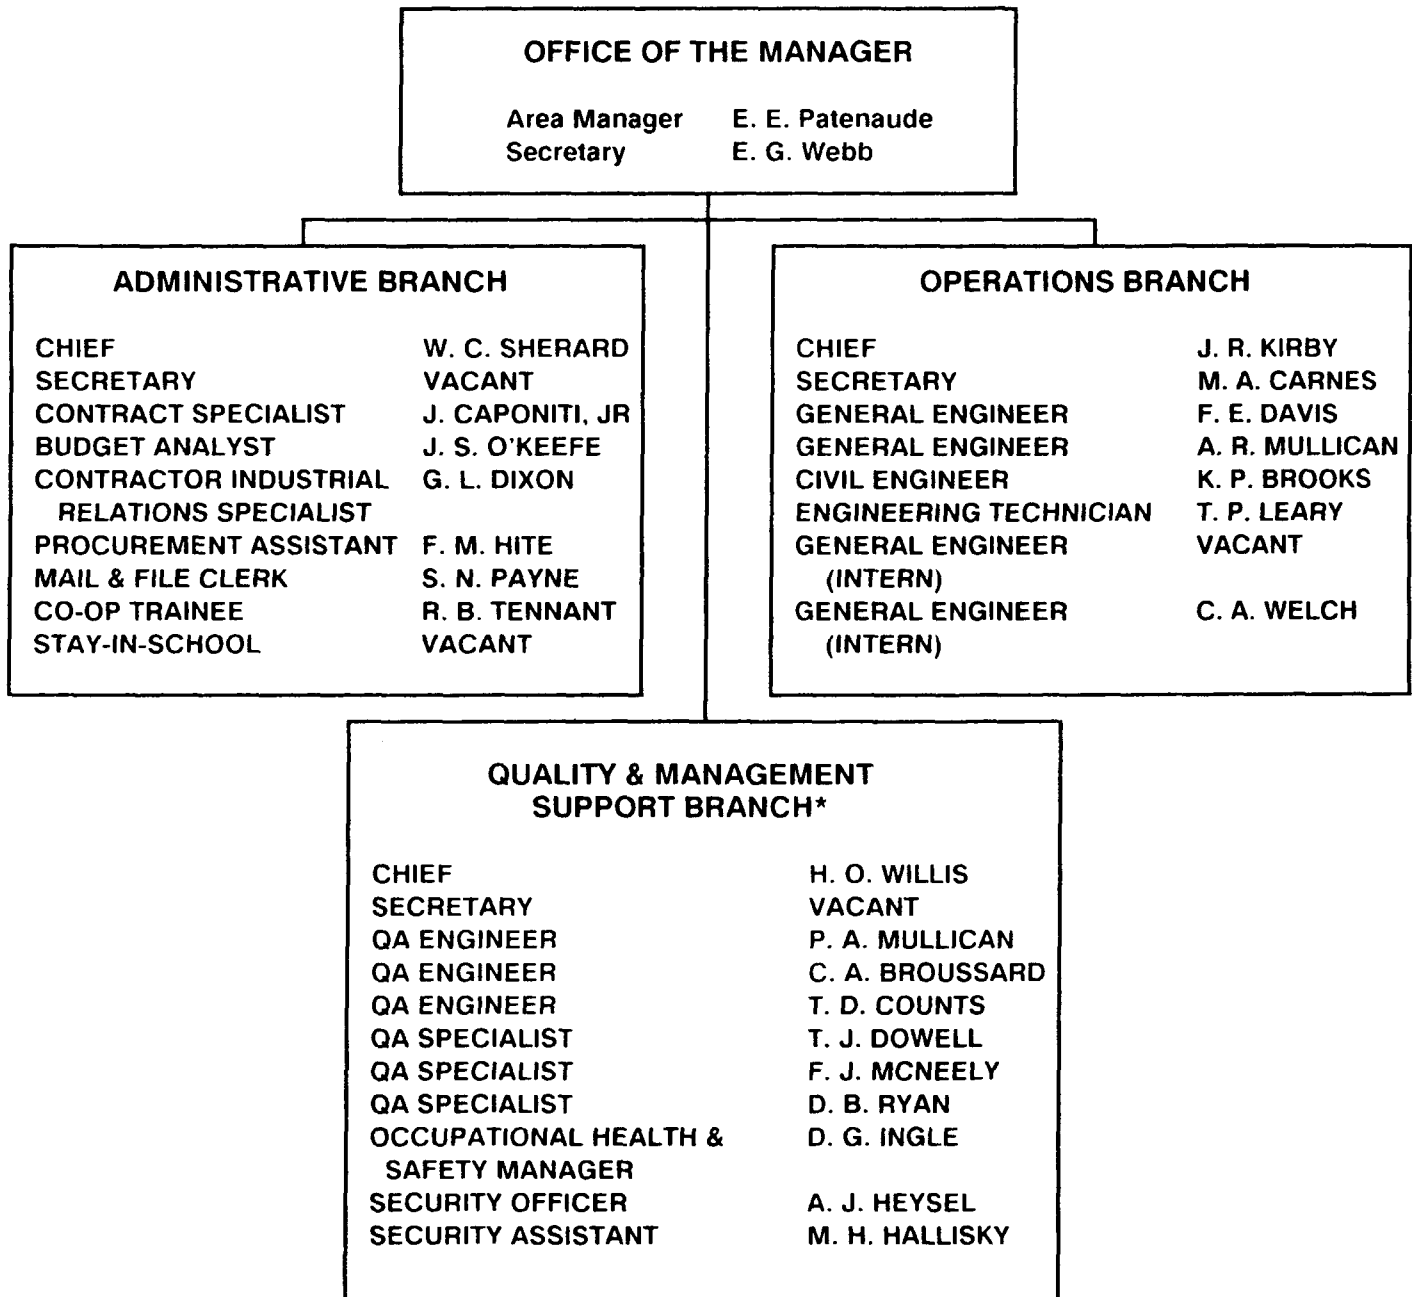 OFFICE OF THE MANAGER
Area Manager E. E. Patenaude
Secretary E. G. Webb
ADMINISTRATIVE BRANCH
CHIEF W. C. SHERARD
SECRETARY VACANT
CONTRACT SPECIALIST J. CAPONITI, JR
BUDGET ANALYST J. S. O'KEEFE
CONTRACTOR INDUSTRIAL G. L. DIXON
RELATIONS SPECIALIST
PROCUREMENT ASSISTANT F. M. HITE
MAIL & FILE CLERK S. N. PAYNE
CO-OP TRAINEE R. B. TENNANT
STAY-IN-SCHOOL VACANT
OPERATIONS BRANCH
CHIEF J. R. KIRBY
SECRETARY M. A. CARNES
GENERAL ENGINEER F. E. DAVIS
GENERAL ENGINEER A. R. MULLICAN
CIVIL ENGINEER K. P. BROOKS
ENGINEERING TECHNICIAN T. P. LEARY
GENERAL ENGINEER VACANT
(INTERN)
GENERAL ENGINEER C. A. WELCH
(INTERN)
QUALITY & MANAGEMENT
SUPPORT BRANCH*
CHIEF H. O. WILLIS
SECRETARY VACANT
QA ENGINEER P. A. MULLICAN
QA ENGINEER C. A. BROUSSARD
QA ENGINEER T. D. COUNTS
QA SPECIALIST T. J. DOWELL
QA SPECIALIST F. J. MCNEELY
QA SPECIALIST D. B. RYAN
OCCUPATIONAL HEALTH & D. G. INGLE
SAFETY MANAGER
SECURITY OFFICER A. J. HEYSEL
SECURITY ASSISTANT M. H. HALLISKY